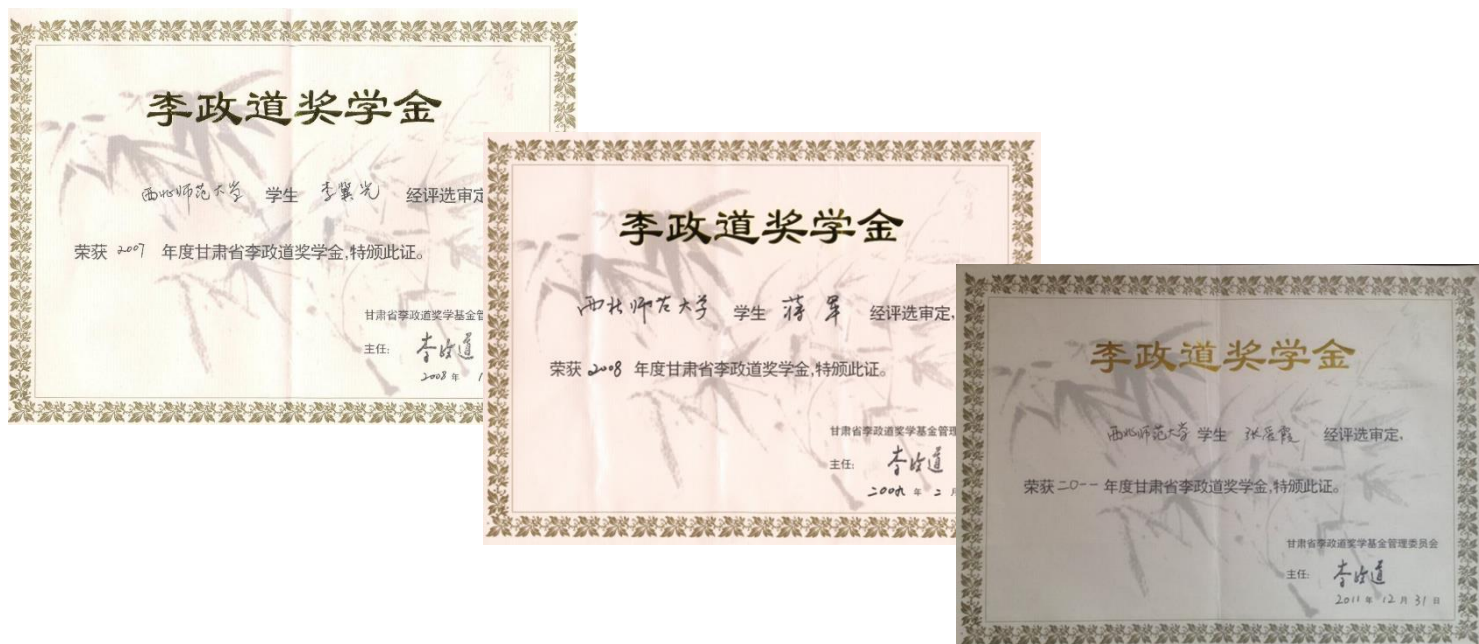 李政道奖学金
西北师范大学 学生 李翼光 经评选审定
荣获 2007 年度甘肃省李政道奖学金,特颁此证。
甘肃省李政道奖学基金管
主任: 李政道
2008 年 1
李政道奖学金
西北师范大学 学生 蒋军 经评选审定,
荣获 2008 年度甘肃省李政道奖学金,特颁此证。
甘肃省李政道奖学基金管理
主任: 李政道
2009 年 2 月
李政道奖学金
西北师范大学 学生 张辰霞 经评选审定,
荣获 二〇一一 年度甘肃省李政道奖学金,特颁此证。
甘肃省李政道奖学基金管理委员会
主任: 李政道
2011 年 12 月 31 日